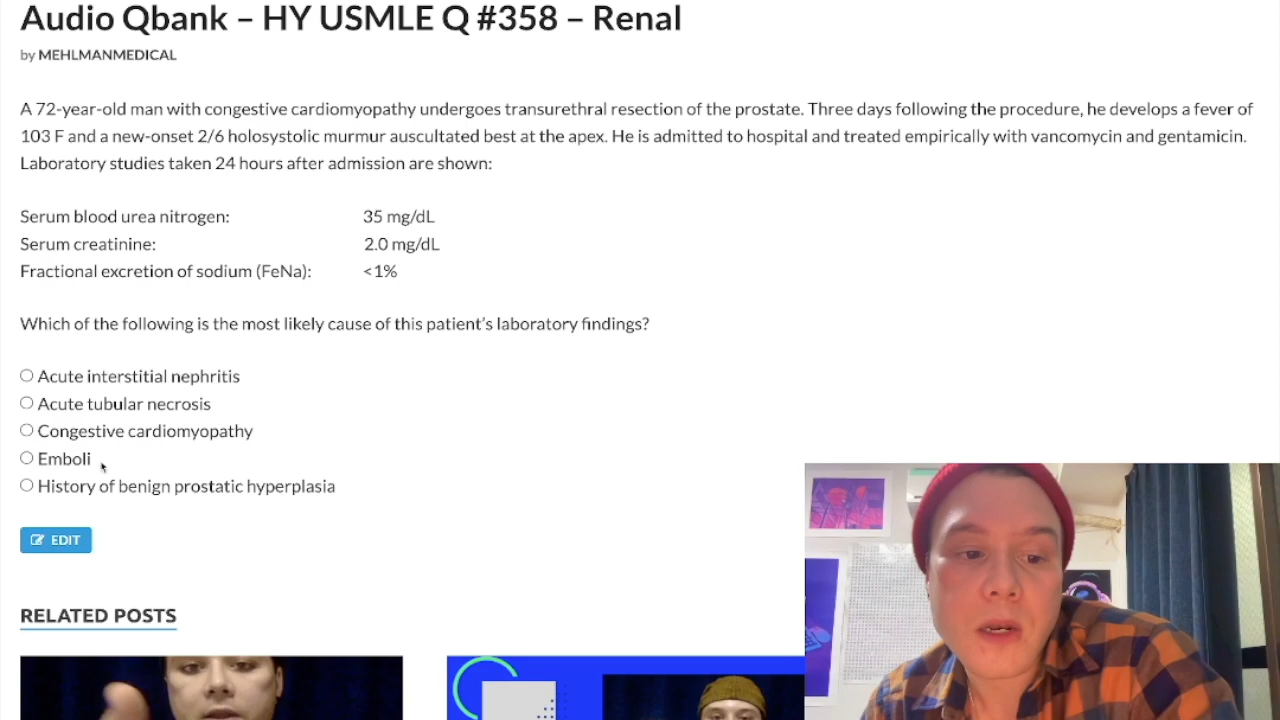 Audio Qbank – HY USMLE Q #358 – Renal
by MEHLMANMEDICAL
A 72-year-old man with congestive cardiomyopathy undergoes transurethral resection of the prostate. Three days following the procedure, he develops a fever of
103 F and a new-onset 2/6 holosystolic murmur auscultated best at the apex. He is admitted to hospital and treated empirically with vancomycin and gentamicin.
Laboratory studies taken 24 hours after admission are shown:
Serum blood urea nitrogen: 35 mg/dL
Serum creatinine: 2.0 mg/dL
Fractional excretion of sodium (FeNa): <1%
Which of the following is the most likely cause of this patient's laboratory findings?
Acute interstitial nephritis
Acute tubular necrosis
Congestive cardiomyopathy
Emboli
History of benign prostatic hyperplasia
EDIT
RELATED POSTS